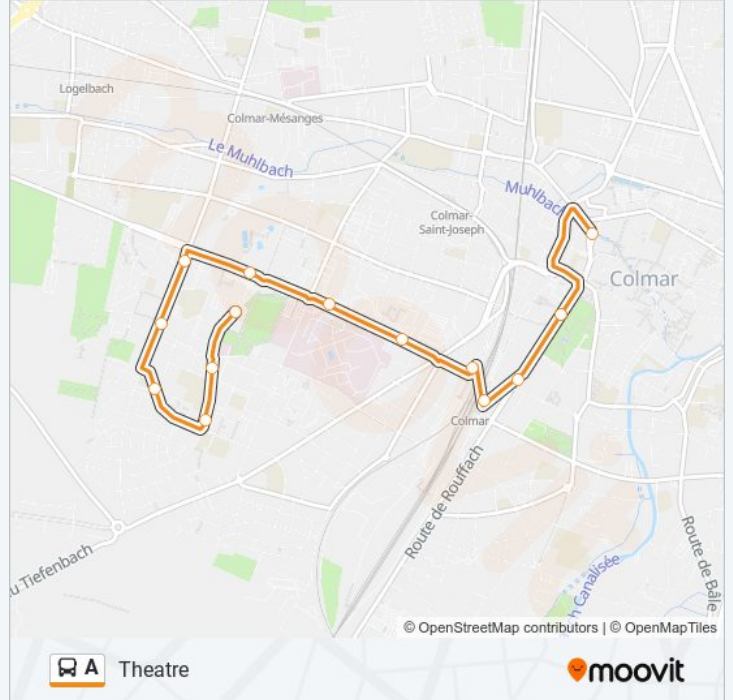 Logelbach
Colmar-Mésanges
Le Muhlbach
Muhlbach
Colmar-
Saint-Joseph
Colmar
Colmar
Route de Rouffach
Route de Bâle
u Tiefenbach
ch Canalisée
© OpenStreetMap contributors | © OpenMapTiles
A Theatre
moovit